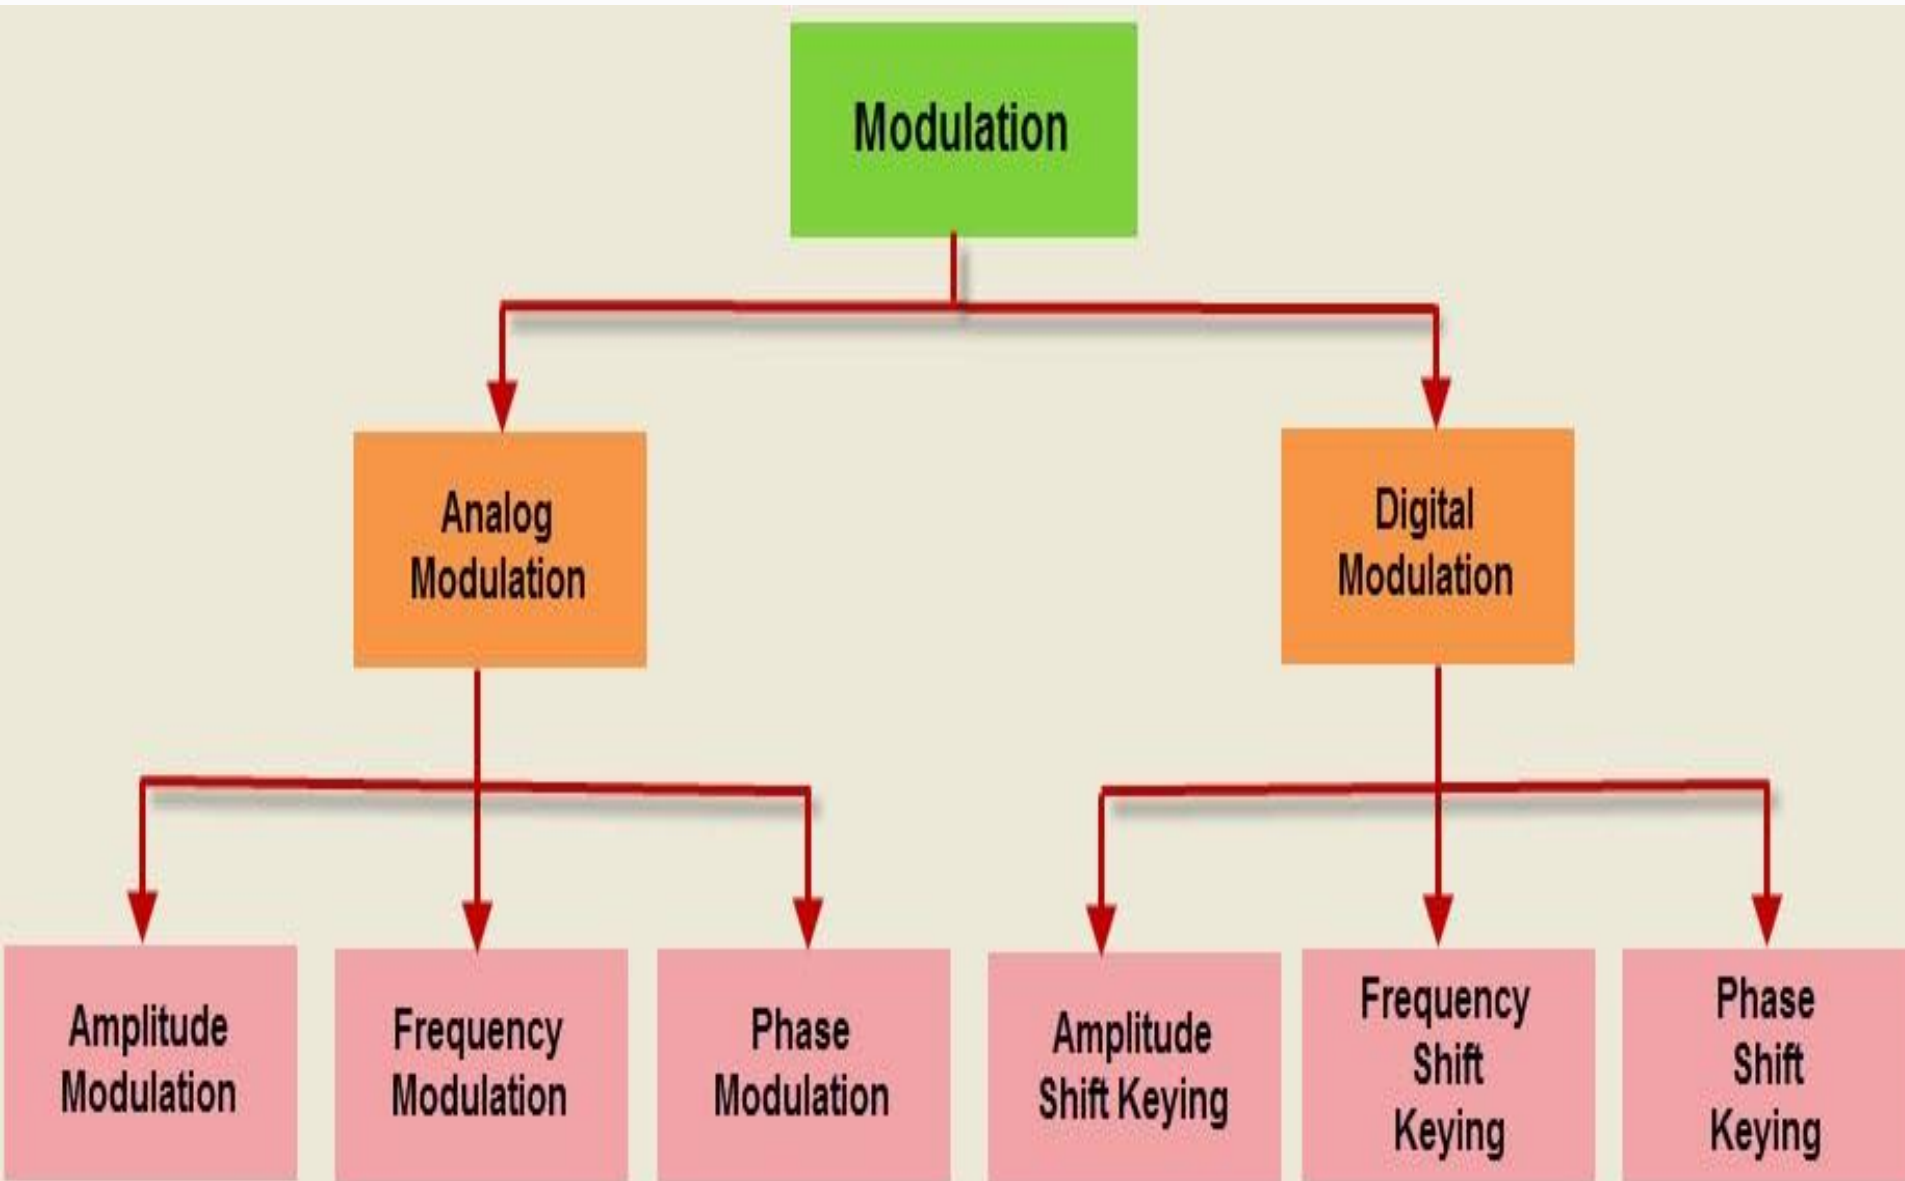 Modulation
Analog
Modulation
Digital
Modulation
Amplitude
Modulation
Frequency
Modulation
Phase
Modulation
Amplitude
Shift Keying
Frequency
Shift
Keying
Phase
Shift
Keying